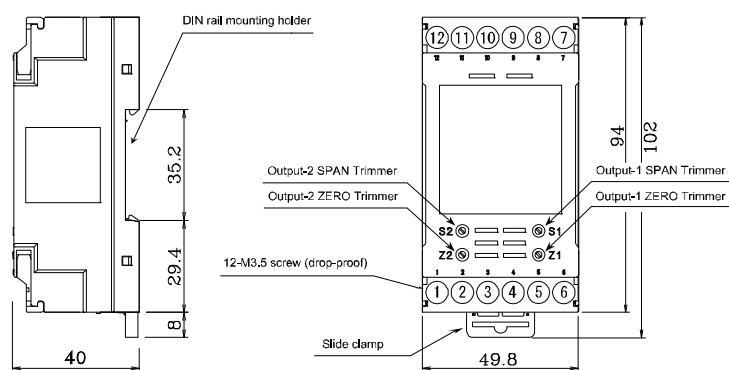 DIN rail mounting holder
12 11 10 9 8 7
12 11 10 9 8 7
35.2
94
102
Output-2 SPAN Trimmer
Output-1 SPAN Trimmer
Output-2 ZERO Trimmer
Output-1 ZERO Trimmer
S2 S1
Z2 Z1
29.4
12-M3.5 screw (drop-proof)
1 2 3 4 5 6
1 2 3 4 5 6
8
Slide clamp
40
49.8